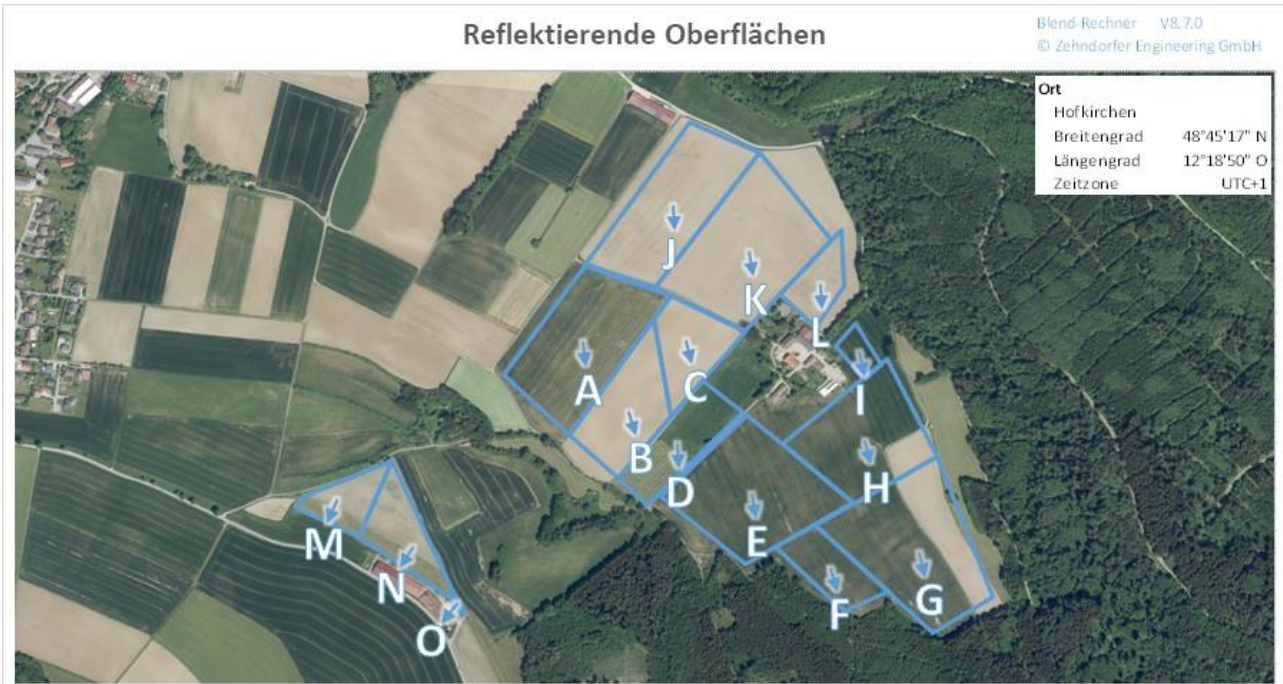 Reflektierende Oberflächen
Blend-Rechner V8.7.0
© Zehndorfer Engineering GmbH
Ort
Hofkirchen
Breitengrad 48°45'17" N
Längengrad 12°18'50" O
Zeitzone UTC+1
J
K
L
A
C
I
B
D
H
E
M
N
F
G
O